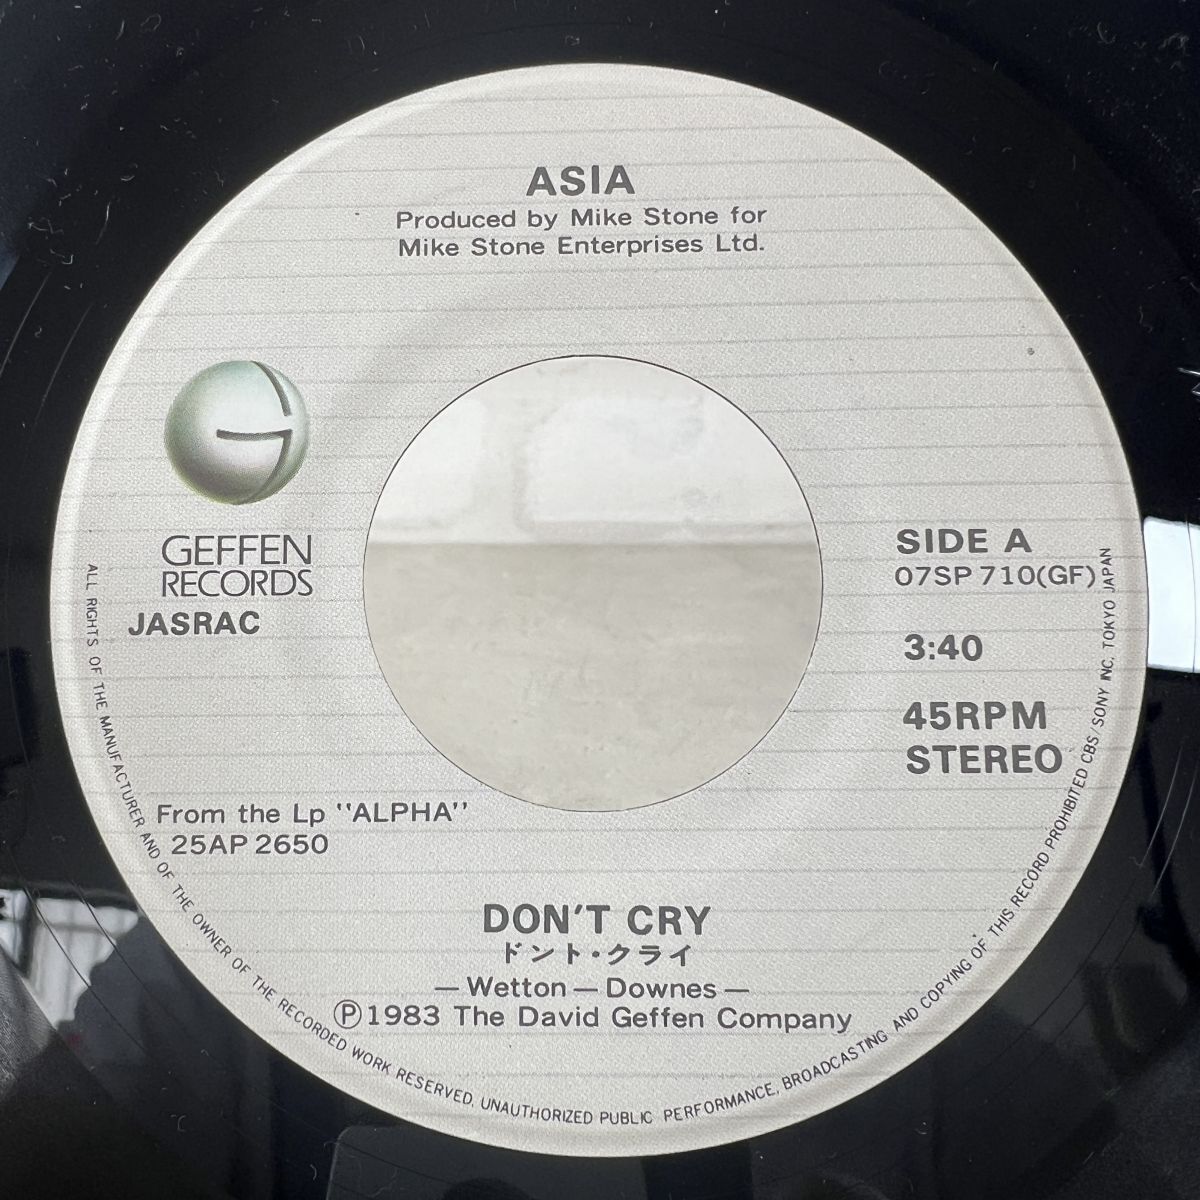 ASIA
Produced by Mike Stone for
Mike Stone Enterprises Ltd.
GEFFEN
RECORDS
JASRAC
SIDE A
07SP 710(GF)
3:40
45RPM
STEREO
From the Lp "ALPHA"
25AP 2650
DON'T CRY
ドント・クライ
— Wetton — Downes —
Ⓟ1983 The David Geffen Company
ALL RIGHTS OF THE MANUFACTURER AND OF THE OWNER OF THE RECORDED WORK RESERVED. UNAUTHORIZED PUBLIC PERFORMANCE, BROADCASTING AND COPYING OF THIS RECORD PROHIBITED CBS/SONY INC. TOKYO JAPAN